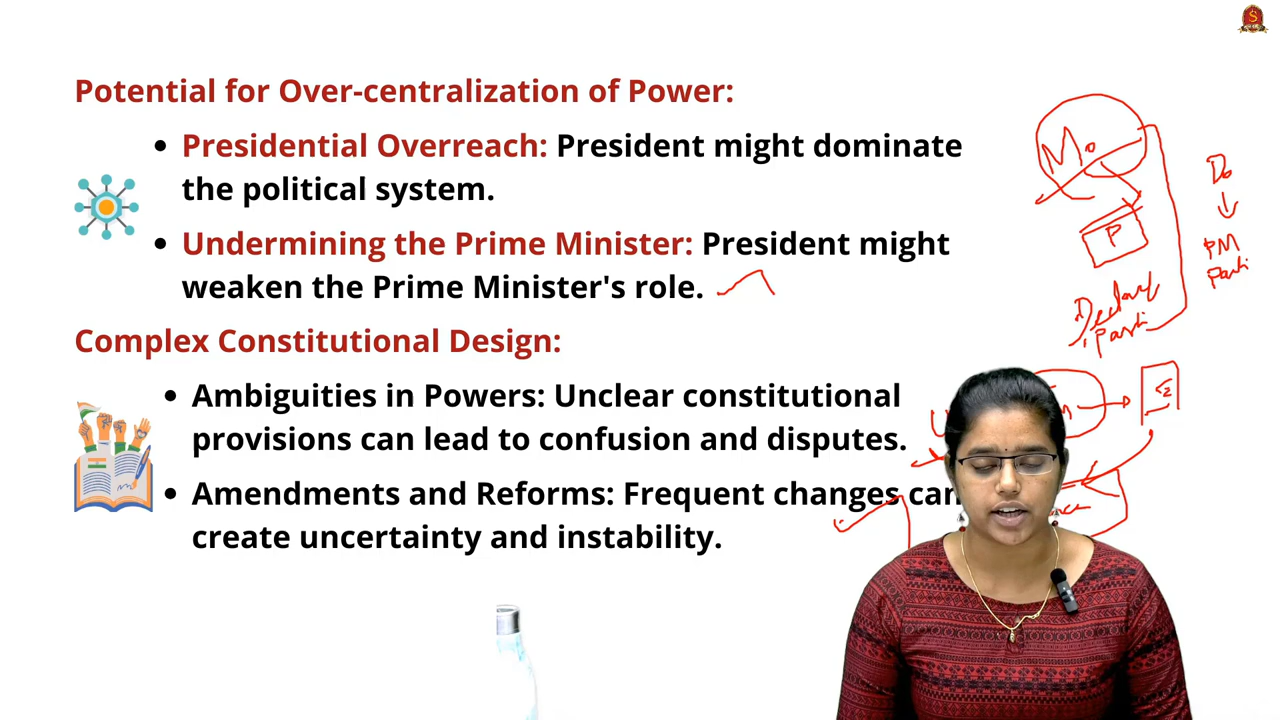 Potential for Over-centralization of Power:
• Presidential Overreach: President might dominate
the political system.
• Undermining the Prime Minister: President might
weaken the Prime Minister's role.
Complex Constitutional Design:
• Ambiguities in Powers: Unclear constitutional
provisions can lead to confusion and disputes.
• Amendments and Reforms: Frequent changes can
create uncertainty and instability.
P
PM
S